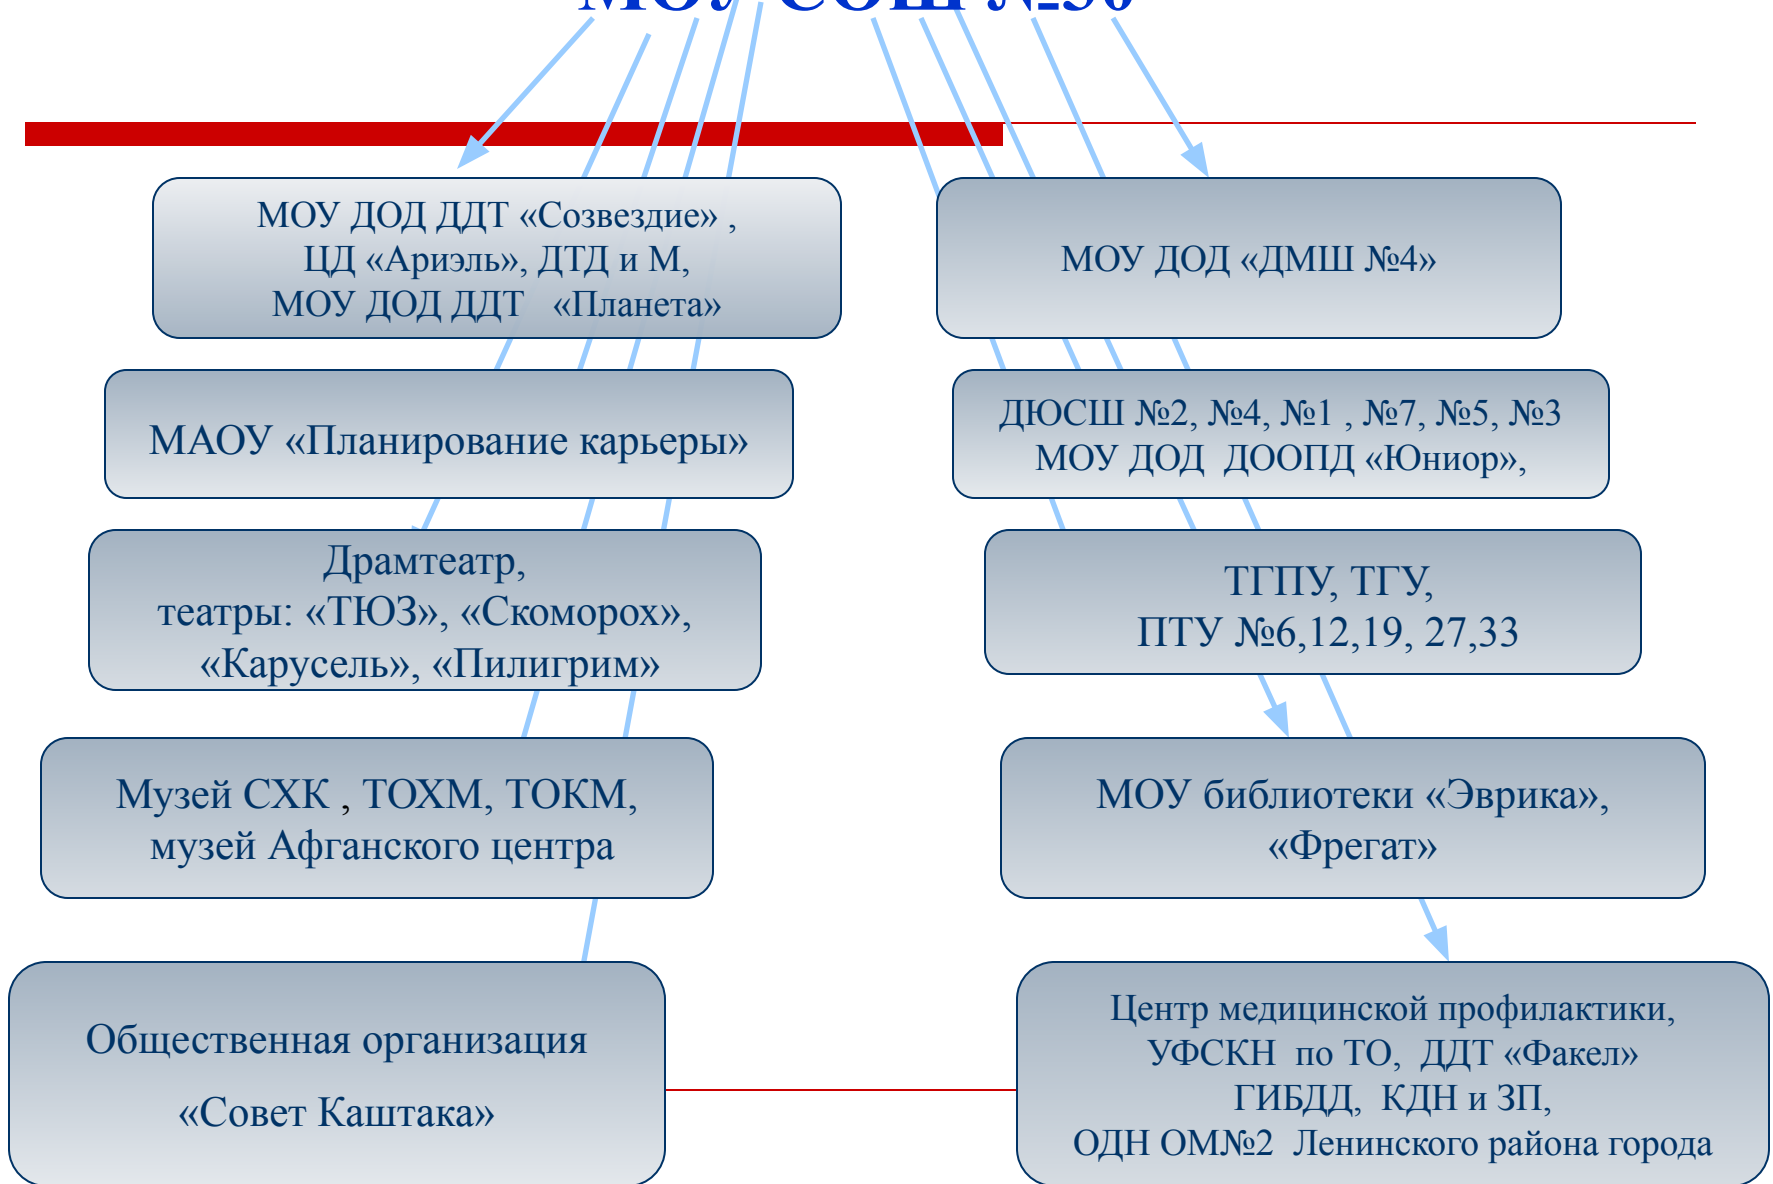 МОУ СОШ
МОУ ДОД ДДТ «Созвездие» ,
ЦД «Ариэль», ДТД и М,
МОУ ДОД ДДТ «Планета»
МАОУ «Планирование карьеры»
Драмтеатр,
театры: «ТЮЗ», «Скоморох»,
«Карусель», «Пилигрим»
Музей СХК , ТОХМ, ТОКМ,
музей Афганского центра
Общественная организация
«Совет Каштака»
МОУ ДОД «ДМШ №4»
ДЮСШ №2, №4, №1 , №7, №5, №3
МОУ ДОД ДООПД «Юниор»,
ТГПУ, ТГУ,
ПТУ №6,12,19, 27,33
МОУ библиотеки «Эврика»,
«Фрегат»
Центр медицинской профилактики,
УФСКН по ТО, ДДТ «Факел»
ГИБДД, КДН и ЗП,
ОДН ОМ№2 Ленинского района города